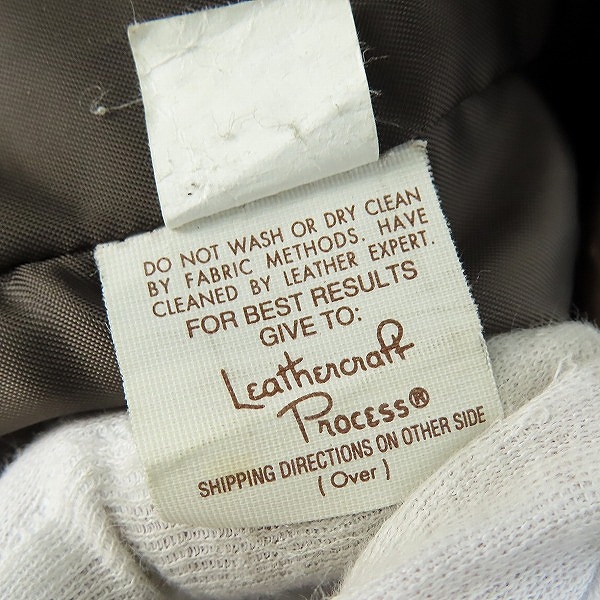 DO NOT WASH OR DRY CLEAN
BY FABRIC METHODS. HAVE
CLEANED BY LEATHER EXPERT.
FOR BEST RESULTS
GIVE TO:
Leathercraft
Process®
SHIPPING DIRECTIONS ON OTHER SIDE
(Over)